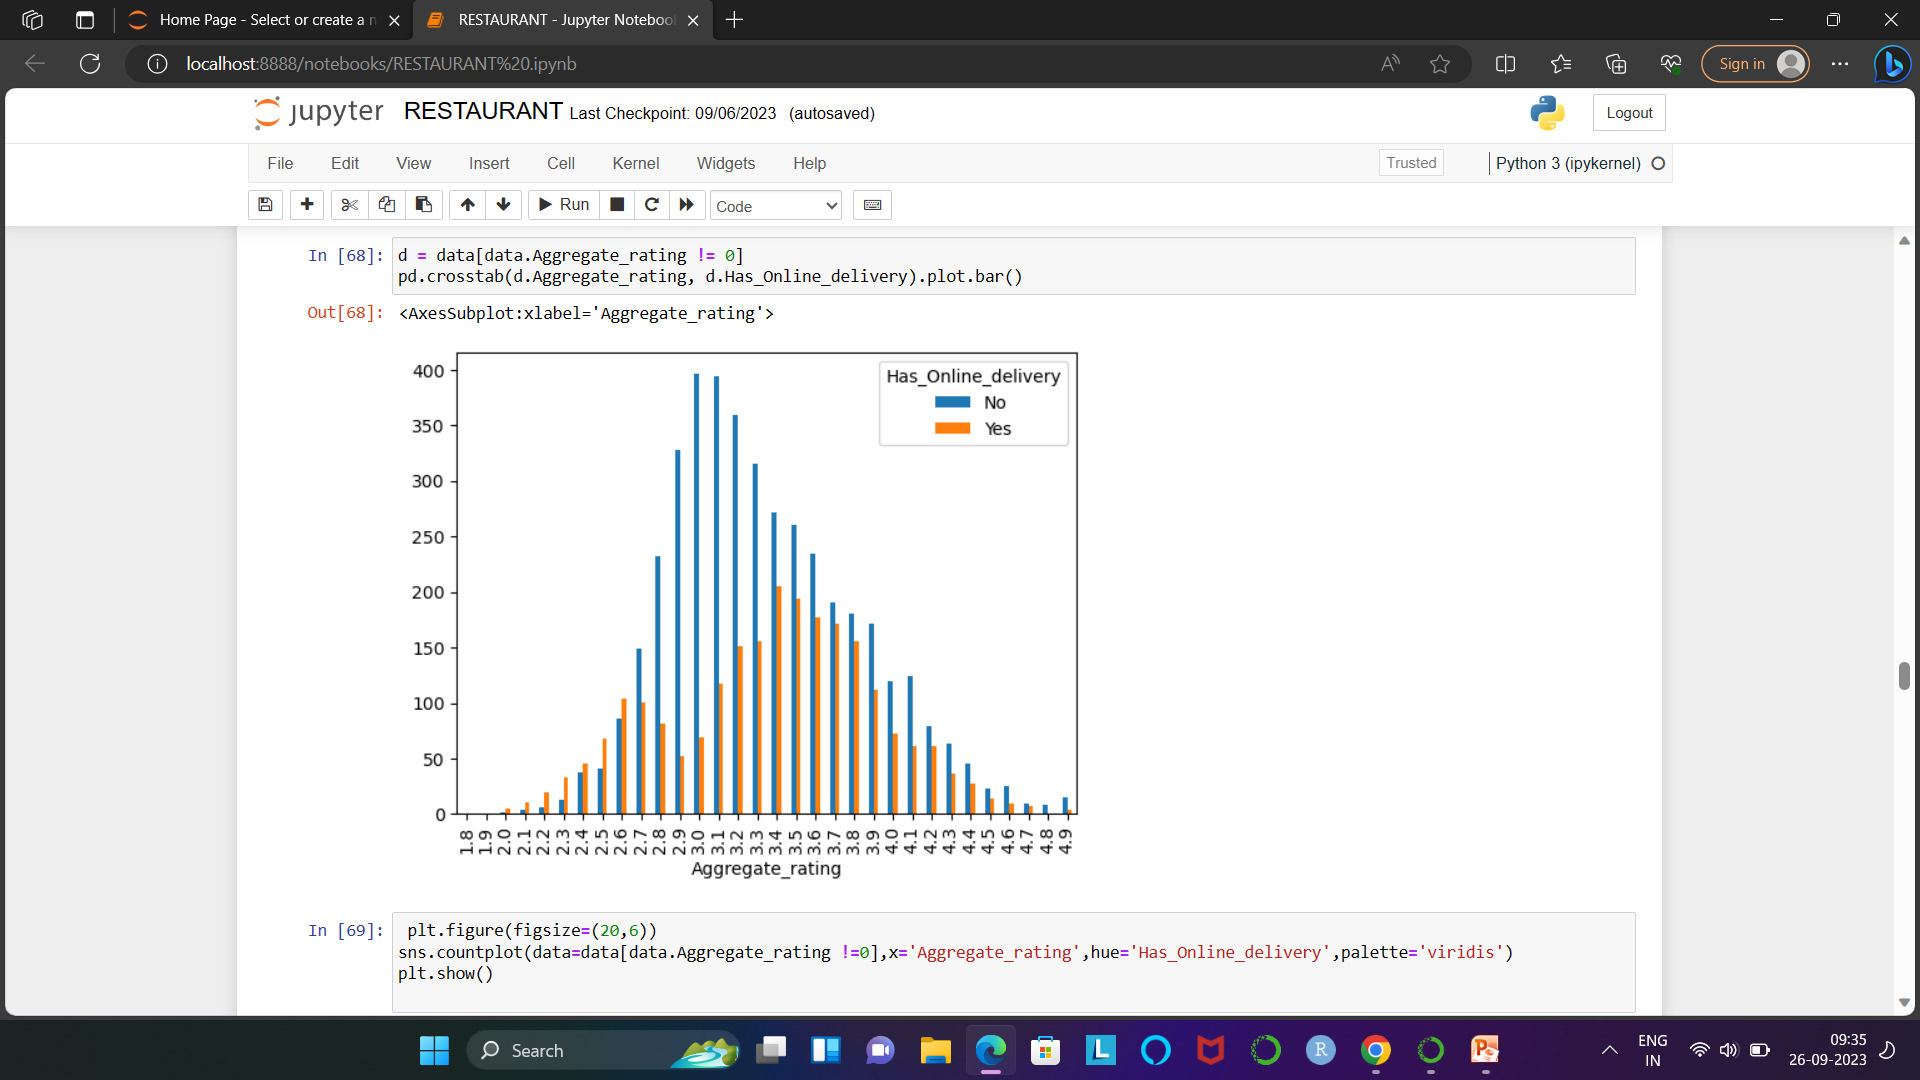 Home Page - Select or create a n
RESTAURANT - Jupyter Notebook
localhost:8888/notebooks/RESTAURANT%20.ipynb
Sign in
jupyter RESTAURANT Last Checkpoint: 09/06/2023 (autosaved)
Logout
File Edit View Insert Cell Kernel Widgets Help
Trusted
Python 3 (ipykernel)
Run
Code
In [68]: d = data[data.Aggregate_rating != 0]
pd.crosstab(d.Aggregate_rating, d.Has_Online_delivery).plot.bar()
Out[68]: <AxesSubplot:xlabel='Aggregate_rating'>
Has_Online_delivery
No
Yes
400
350
300
250
200
150
100
50
0
1.8 1.9 2.0 2.1 2.2 2.3 2.4 2.5 2.6 2.7 2.8 2.9 3.0 3.1 3.2 3.3 3.4 3.5 3.6 3.7 3.8 3.9 4.0 4.1 4.2 4.3 4.4 4.5 4.6 4.7 4.8 4.9
Aggregate_rating
In [69]: plt.figure(figsize=(20,6))
sns.countplot(data=data[data.Aggregate_rating !=0],x='Aggregate_rating',hue='Has_Online_delivery',palette='viridis')
plt.show()
Search
ENG
IN
09:35
26-09-2023